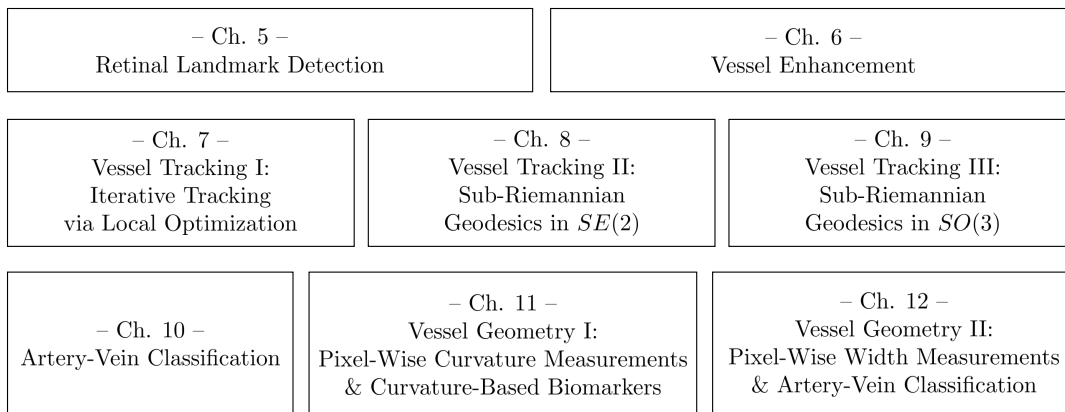 – Ch. 5 –
Retinal Landmark Detection
– Ch. 6 –
Vessel Enhancement
– Ch. 7 –
Vessel Tracking I:
Iterative Tracking
via Local Optimization
– Ch. 8 –
Vessel Tracking II:
Sub-Riemannian
Geodesics in SE(2)
– Ch. 9 –
Vessel Tracking III:
Sub-Riemannian
Geodesics in SO(3)
– Ch. 10 –
Artery-Vein Classification
– Ch. 11 –
Vessel Geometry I:
Pixel-Wise Curvature Measurements
& Curvature-Based Biomarkers
– Ch. 12 –
Vessel Geometry II:
Pixel-Wise Width Measurements
& Artery-Vein Classification